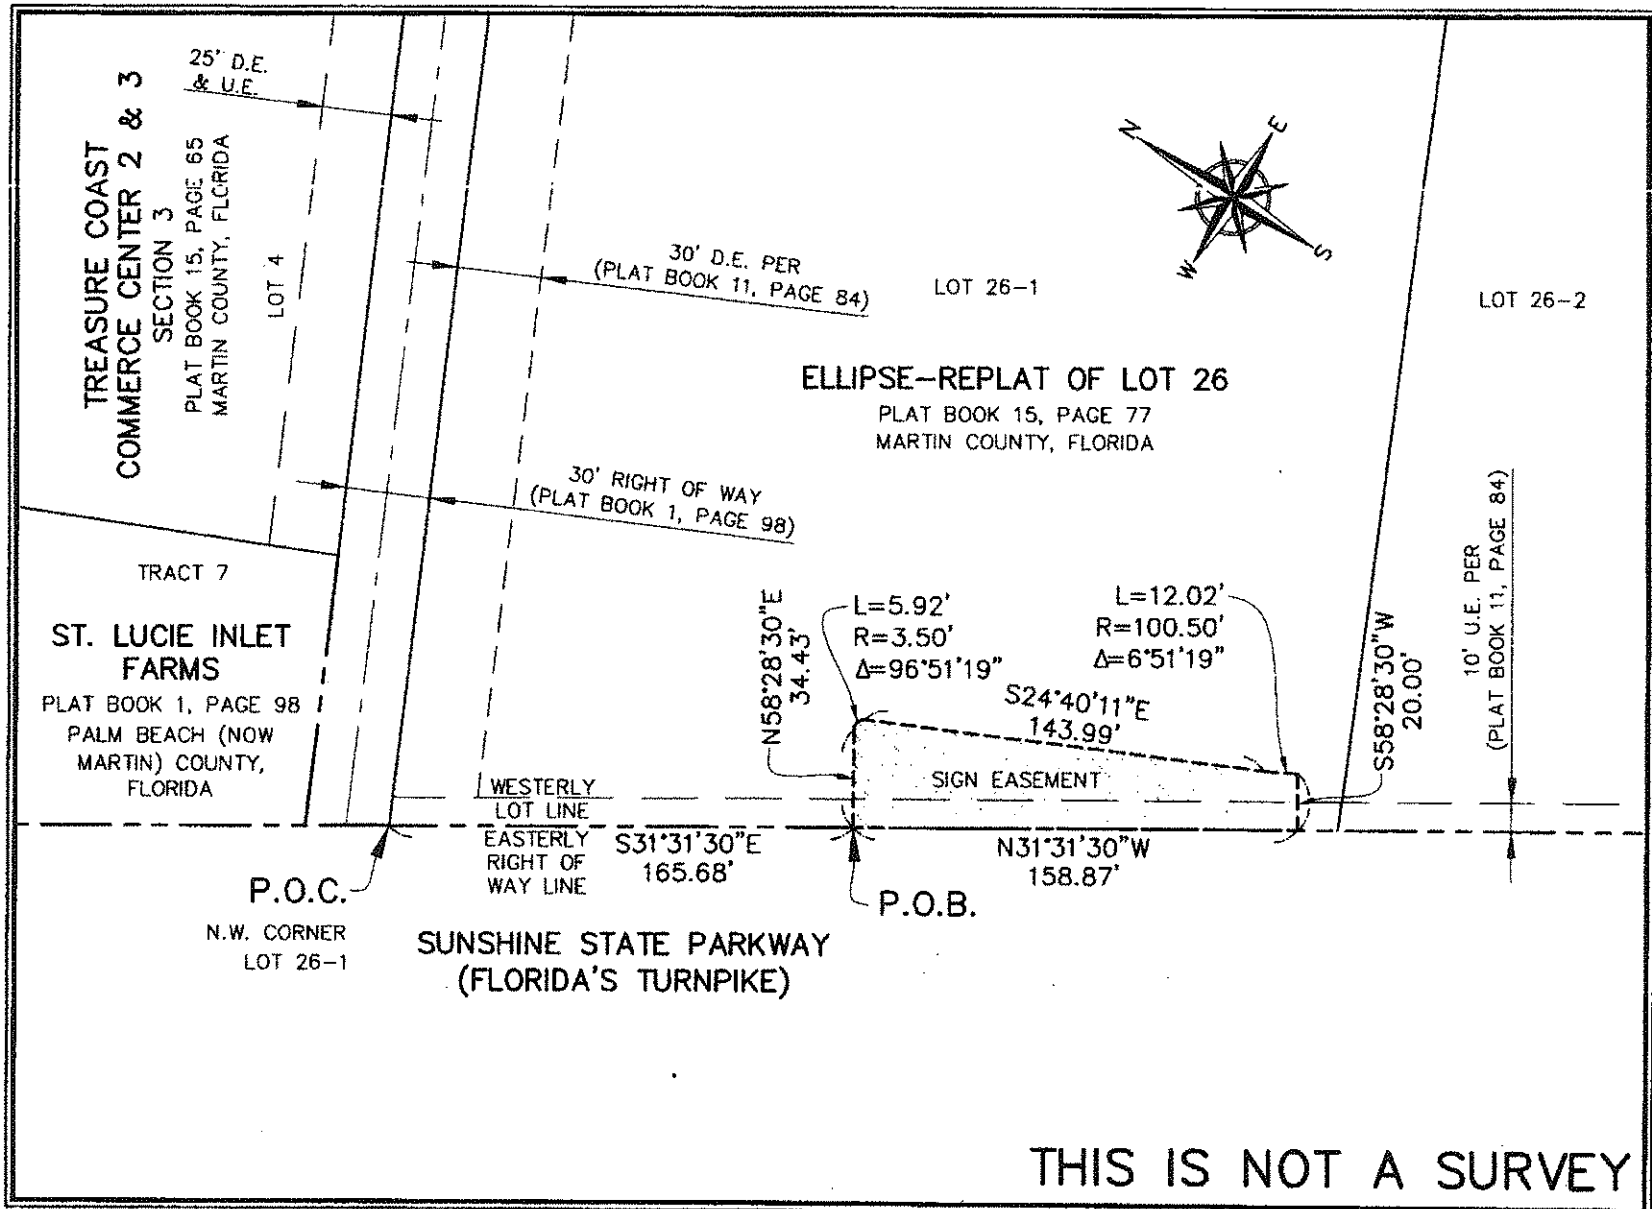 25' D.E.
& U.E.
TREASURE COAST
COMMERCE CENTER 2 & 3
SECTION 3
PLAT BOOK 15, PAGE 65
MARTIN COUNTY, FLORIDA
LOT 4
N
E
S
W
30' D.E. PER
(PLAT BOOK 11, PAGE 84)
LOT 26-1
LOT 26-2
ELLIPSE-REPLAT OF LOT 26
PLAT BOOK 15, PAGE 77
MARTIN COUNTY, FLORIDA
30' RIGHT OF WAY
(PLAT BOOK 1, PAGE 98)
TRACT 7
ST. LUCIE INLET
FARMS
PLAT BOOK 1, PAGE 98
PALM BEACH (NOW
MARTIN) COUNTY,
FLORIDA
N58°28'30"E
34.43'
L=5.92'
R=3.50'
Δ=96°51'19"
L=12.02'
R=100.50'
Δ=6°51'19"
S24°40'11"E
143.99'
SIGN EASEMENT
S58°28'30"W
20.00'
10' U.E. PER
(PLAT BOOK 11, PAGE 84)
WESTERLY
LOT LINE
EASTERLY
RIGHT OF
WAY LINE
S31°31'30"E
165.68'
N31°31'30"W
158.87'
P.O.C.
N.W. CORNER
LOT 26-1
P.O.B.
SUNSHINE STATE PARKWAY
(FLORIDA'S TURNPIKE)
THIS IS NOT A SURVEY